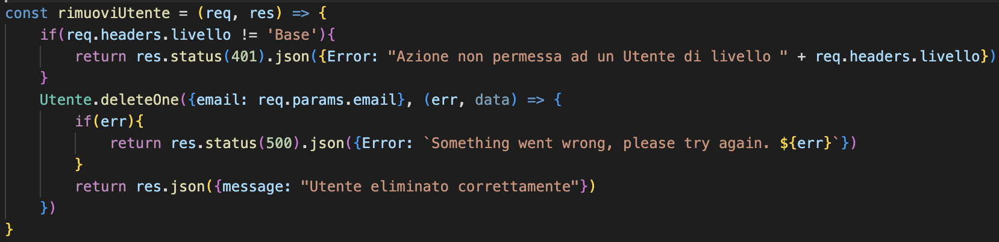 const rimuoviUtente = (req, res) => {
    if(req.headers.livello != 'Base'){
        return res.status(401).json({Error: "Azione non permessa ad un Utente di livello " + req.headers.livello})
    }
    Utente.deleteOne({email: req.params.email}, (err, data) => {
        if(err){
            return res.status(500).json({Error: `Something went wrong, please try again. ${err}`})
        }
        return res.json({message: "Utente eliminato correttamente"})
    })
}